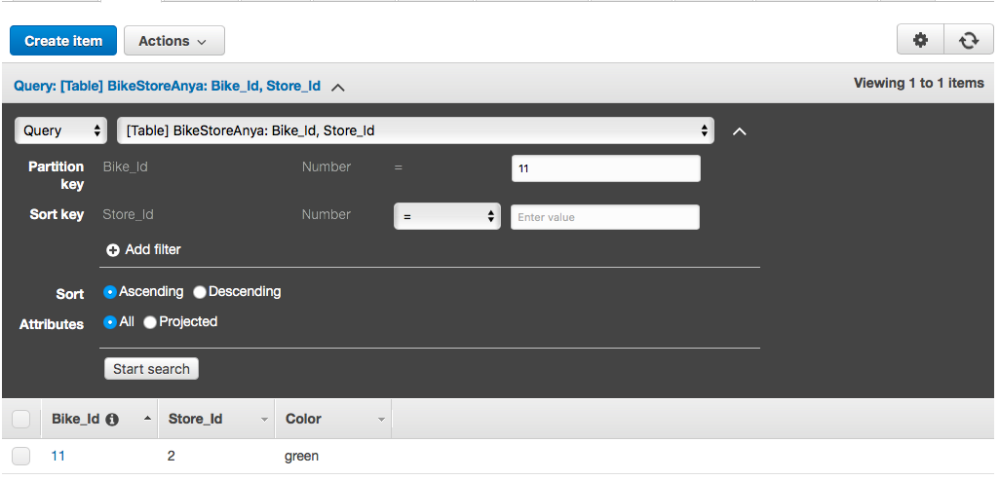 Create item Actions
Query: [Table] BikeStoreAnya: Bike_Id, Store_Id Viewing 1 to 1 items
Query [Table] BikeStoreAnya: Bike_Id, Store_Id
Partition key Bike_Id Number = 11
Sort key Store_Id Number = Enter value
Add filter
Sort Ascending Descending
Attributes All Projected
Start search
Bike_Id Store_Id Color
11 2 green